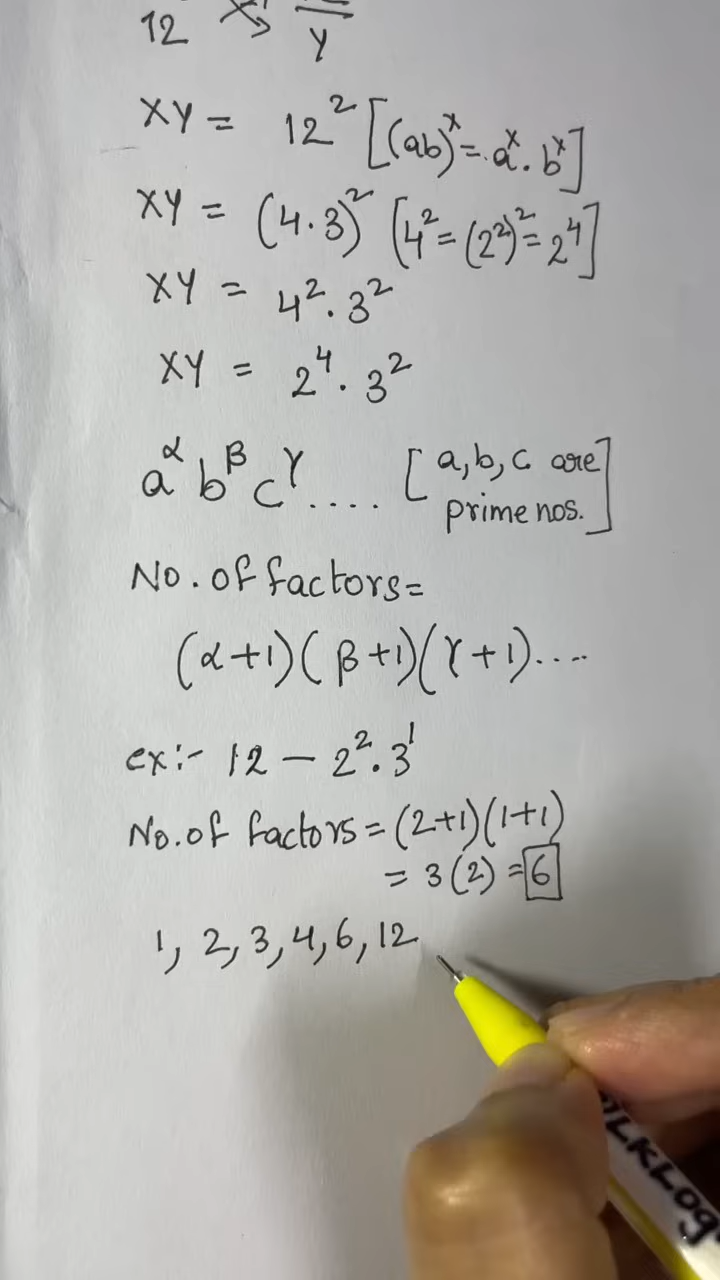 12 X Y
XY = 12² [(ab)ˣ = aˣ . bˣ]
XY = (4.3)² [4² = (2²)² = 2⁴]
XY = 4² . 3²
XY = 2⁴ . 3²
a^α b^β c^γ .... [a, b, c are
prime nos.]
No. of factors =
(α+1)(β+1)(γ+1)....
ex:- 12 — 2² . 3¹
No. of factors = (2+1)(1+1)
= 3(2) = 6
1, 2, 3, 4, 6, 12